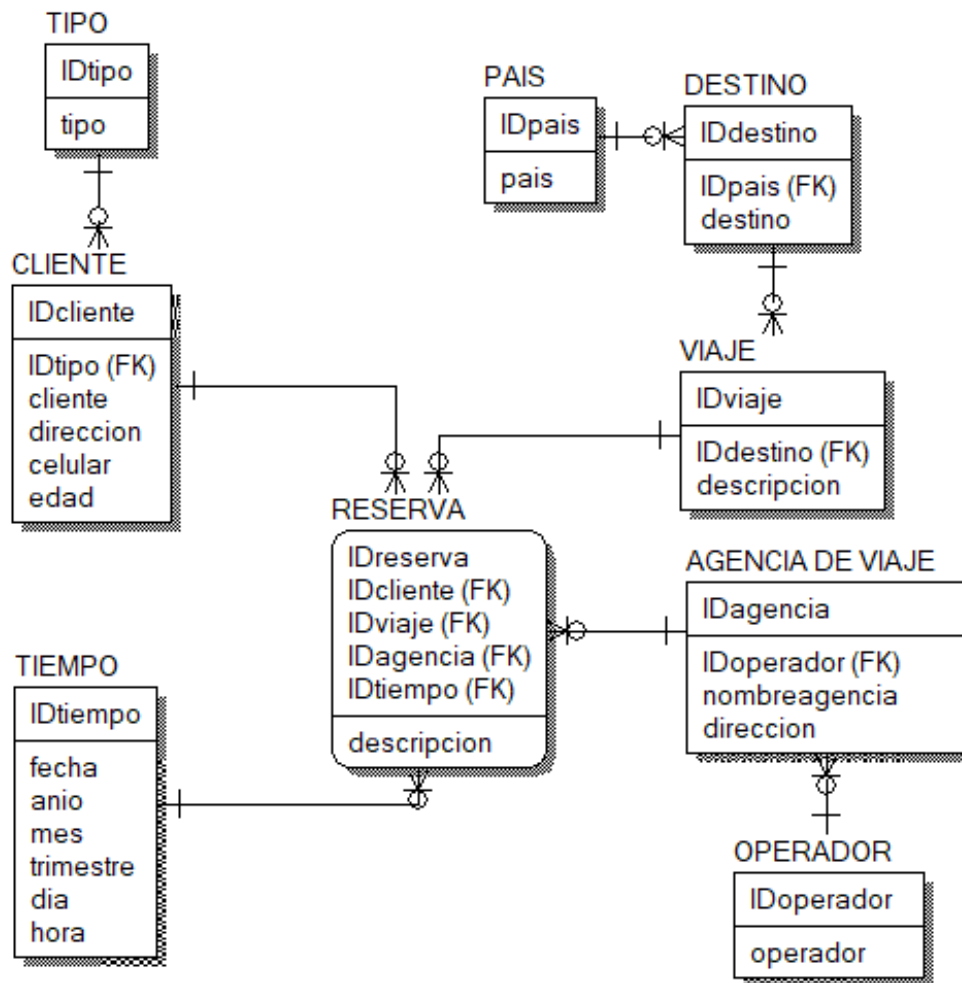 TIPO
IDtipo
tipo
PAIS
IDpais
pais
DESTINO
IDdestino
IDpais (FK)
destino
CLIENTE
IDcliente
IDtipo (FK)
cliente
direccion
celular
edad
VIAJE
IDviaje
IDdestino (FK)
descripcion
RESERVA
IDreserva
IDcliente (FK)
IDviaje (FK)
IDagencia (FK)
IDtiempo (FK)
descripcion
AGENCIA DE VIAJE
IDagencia
IDoperador (FK)
nombreagencia
direccion
TIEMPO
IDtiempo
fecha
anio
mes
trimestre
dia
hora
OPERADOR
IDoperador
operador